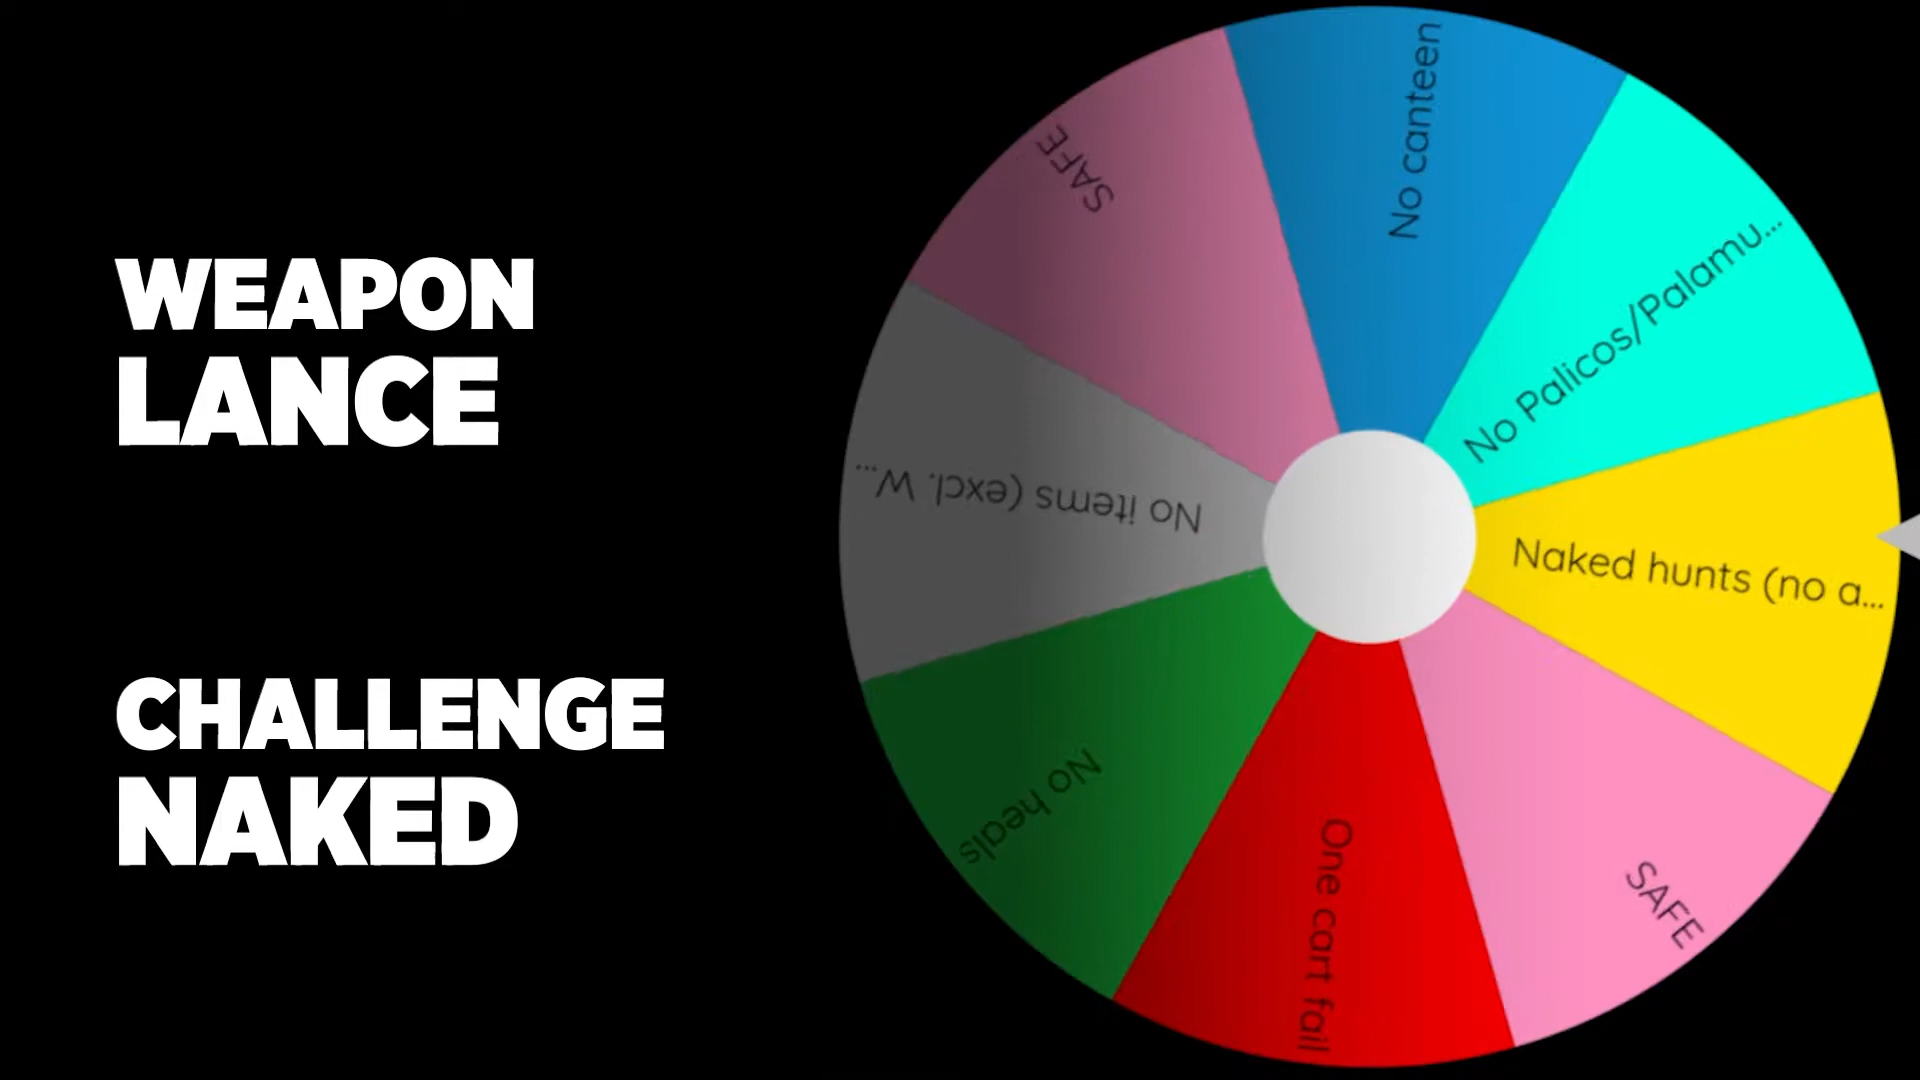 WEAPON
LANCE
CHALLENGE
NAKED
SAFE
No canteen
No Palicos/Palamu...
Naked hunts (no a...
SAFE
One cart fail
No heals
No items (excl. W...